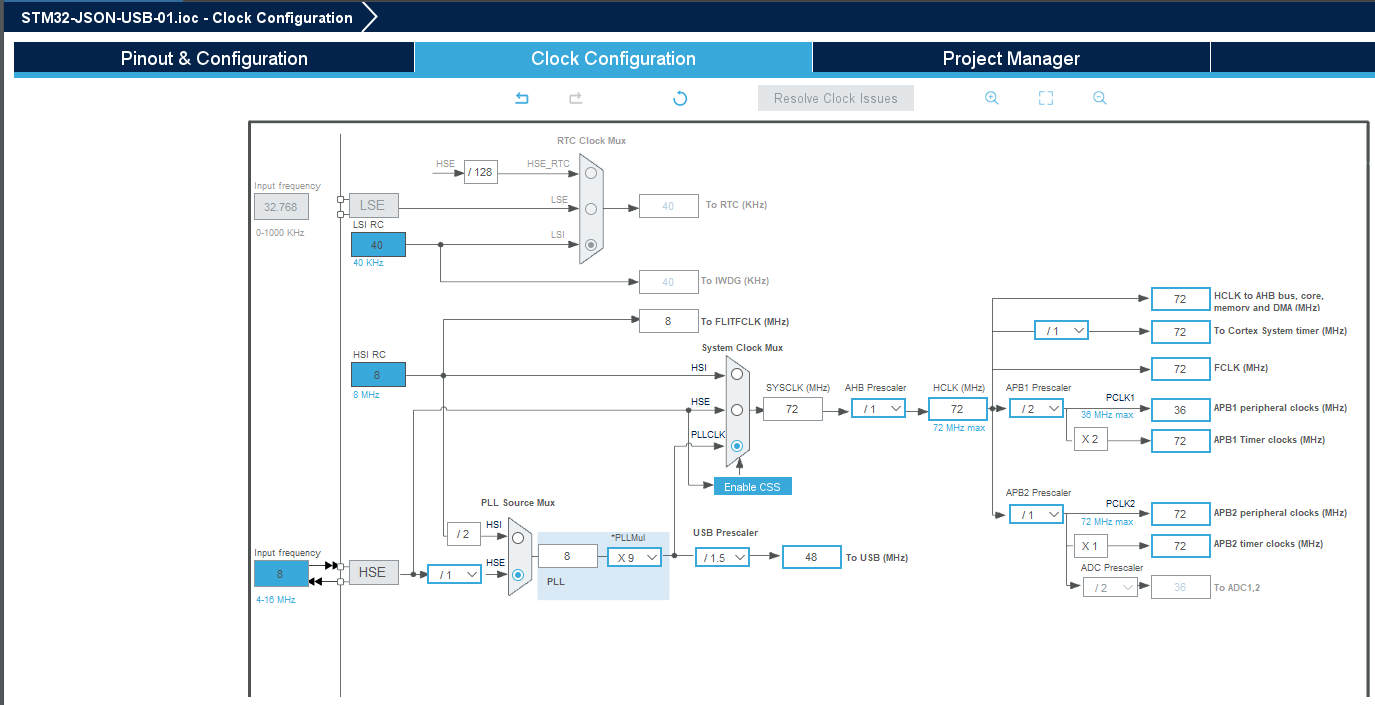 STM32-JSON-USB-01.ioc - Clock Configuration
Pinout & Configuration
Clock Configuration
Project Manager
Resolve Clock Issues
RTC Clock Mux
HSE
/ 128
HSE_RTC
Input frequency
32.768
0-1000 KHz
LSE
LSE
40
To RTC (KHz)
LSI RC
40
40 KHz
LSI
40
To IWDG (KHz)
8
To FLITFCLK (MHz)
HSI RC
8
8 MHz
System Clock Mux
HSI
HSE
PLLCLK
Enable CSS
SYSCLK (MHz)
72
AHB Prescaler
/ 1
HCLK (MHz)
72
72 MHz max
72
HCLK to AHB bus, core,
memory and DMA (MHz)
/ 1
72
To Cortex System timer (MHz)
72
FCLK (MHz)
APB1 Prescaler
/ 2
PCLK1
36 MHz max
36
APB1 peripheral clocks (MHz)
X 2
72
APB1 Timer clocks (MHz)
APB2 Prescaler
/ 1
PCLK2
72 MHz max
72
APB2 peripheral clocks (MHz)
X 1
72
APB2 timer clocks (MHz)
ADC Prescaler
/ 2
36
To ADC1,2
PLL Source Mux
/ 2
HSI
HSE
Input frequency
8
4-16 MHz
HSE
/ 1
8
*PLLMul
X 9
PLL
USB Prescaler
/ 1.5
48
To USB (MHz)